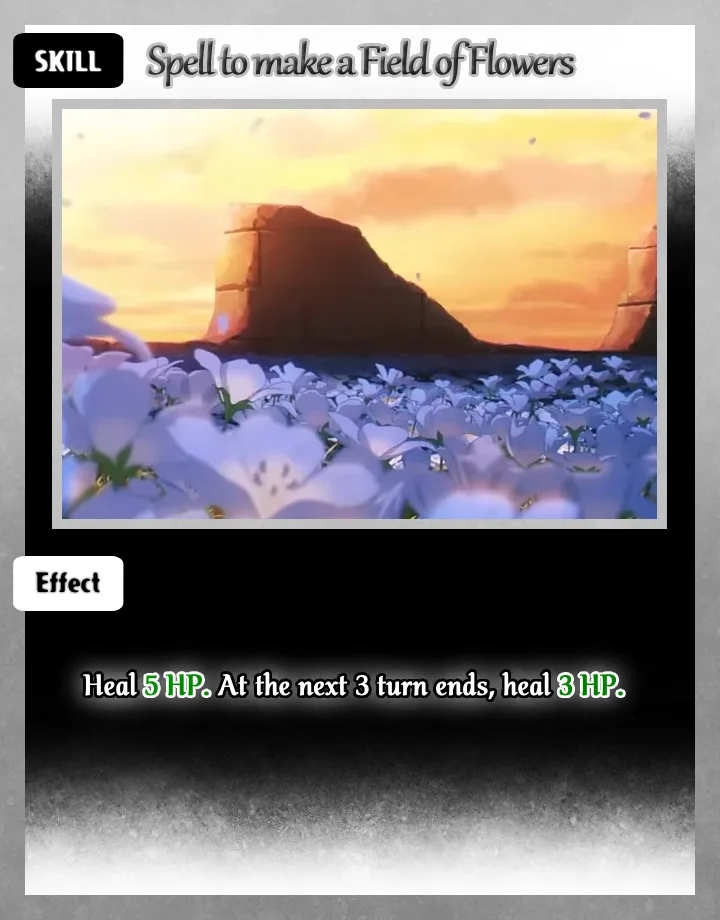 SKILL
Spell to make a Field of Flowers
Effect
Heal 5 HP. At the next 3 turn ends, heal 3 HP.